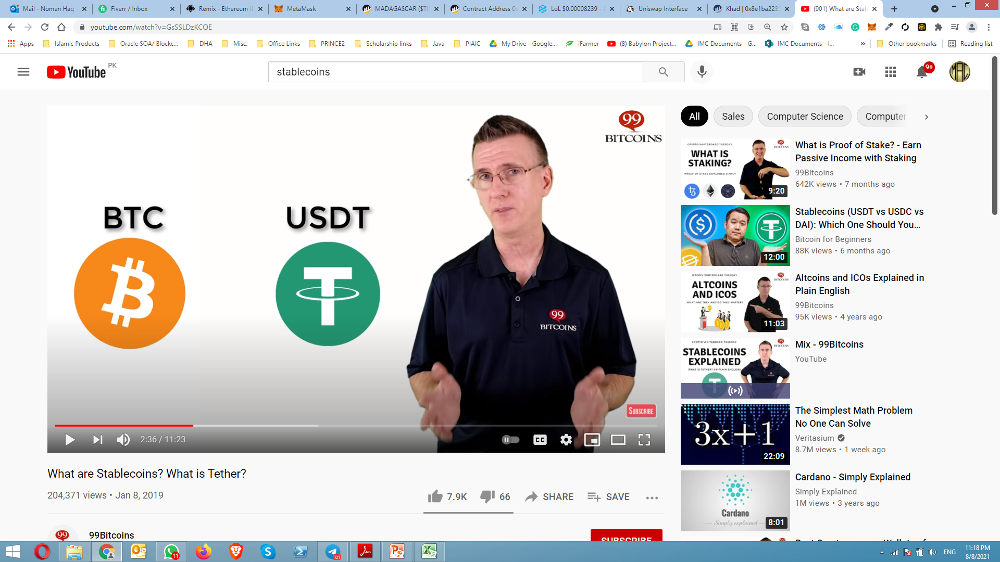 Mail - Noman Haq
Fiverr / Inbox
Remix - Ethereum
MetaMask
MADAGASCAR
Contract Address
LoL $0.00008239 -
Uniswap Interface
Khad | 0x8e1ba223
(901) What are
youtube.com/watch?v=GsSSLDzKCOE
Apps
Islamic Products
Oracle SOA/ Blockc...
DHA
Misc.
Office Links
PRINCE2
Scholarship links
Java
PIAIC
My Drive - Google...
iFarmer
(8) Babylon Project...
IMC Documents - G...
IMC Documents - I...
»
Other bookmarks
Reading list
YouTube PK
stablecoins
9+
MAC
99
BITCOINS
BTC
USDT
99
BITCOINS
SUBSCRIBE
2:36 / 11:23
CC
What are Stablecoins? What is Tether?
204,371 views • Jan 8, 2019
7.9K
66
SHARE
SAVE
99
99Bitcoins
SUBSCRIBE
All
Sales
Computer Science
Computer
CRYPTO WHITEBOARD TUESDAY
WHAT IS
STAKING?
PROOF OF STAKE EXPLAINED SIMPLY
99
BITCOINS
9:20
What is Proof of Stake? - Earn
Passive Income with Staking
99Bitcoins
642K views • 7 months ago
12:00
Stablecoins (USDT vs USDC vs
DAI): Which One Should You...
Bitcoin for Beginners
88K views • 6 months ago
BITCOIN WHITEBOARD TUESDAY
ALTCOINS
AND ICOS
WHAT ARE THEY AND DO THEY MATTER?
99
BITCOINS
11:03
Altcoins and ICOs Explained in
Plain English
99Bitcoins
95K views • 4 years ago
CRYPTO WHITEBOARD TUESDAY
STABLECOINS
EXPLAINED
WHAT IS TETHER? (IN PLAIN ENGLISH)
99
BITCOINS
Mix - 99Bitcoins
YouTube
3x+1
22:09
The Simplest Math Problem
No One Can Solve
Veritasium
8.7M views • 1 week ago
Cardano
Simply explained
8:01
Cardano - Simply Explained
Simply Explained
1M views • 3 years ago
11
.01
ENG
11:18 PM
8/8/2021